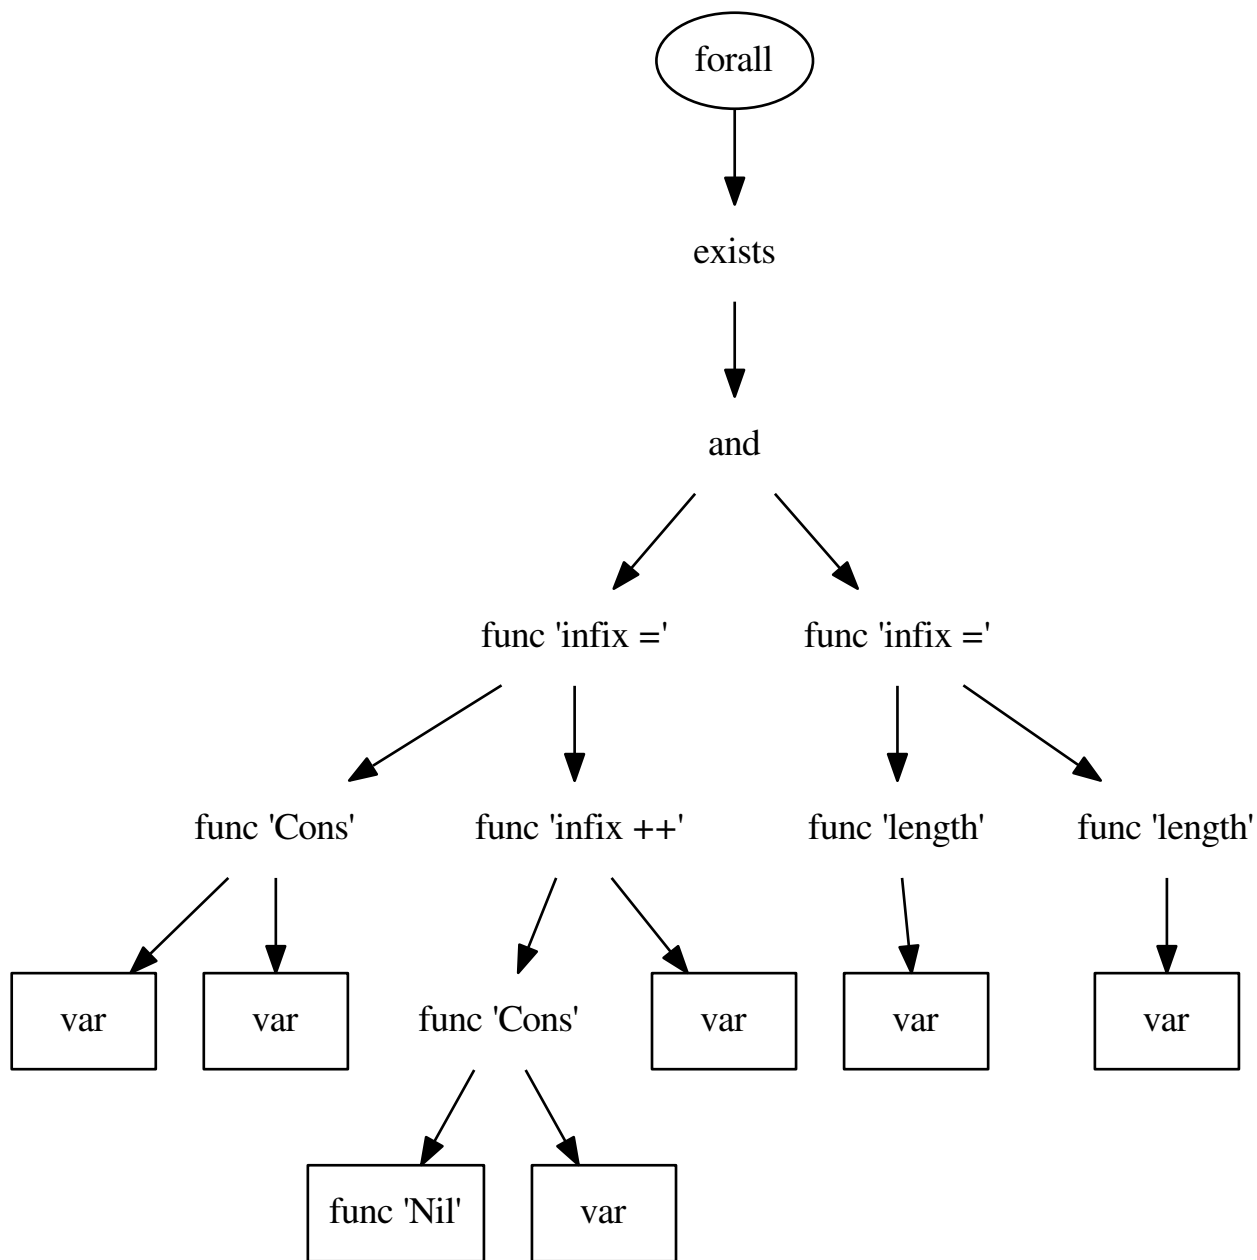 forall
exists
and
func 'infix ='
func 'infix ='
func 'Cons'
func 'infix ++'
func 'length'
func 'length'
var
var
func 'Cons'
var
var
var
func 'Nil'
var